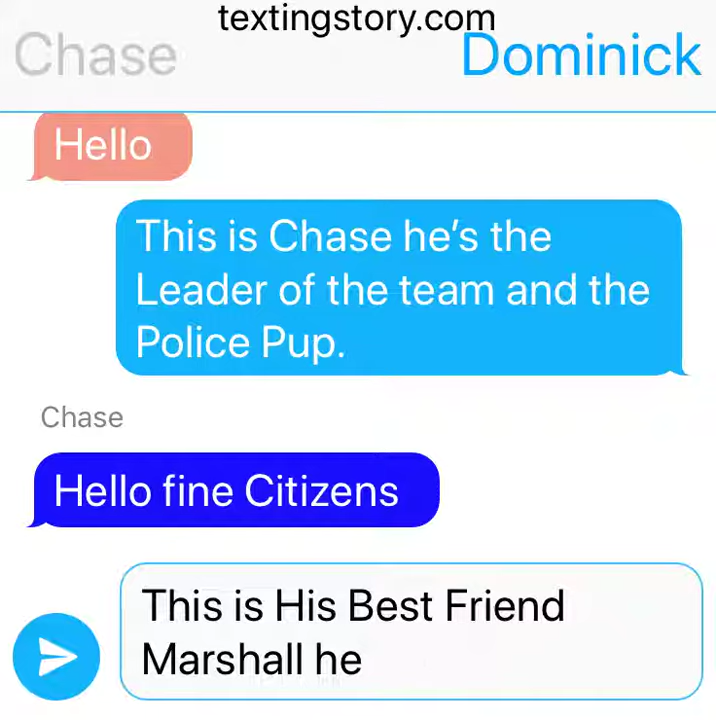 textingstory.com
Chase
Dominick
Hello
This is Chase he’s the
Leader of the team and the
Police Pup.
Chase
Hello fine Citizens
This is His Best Friend
Marshall he